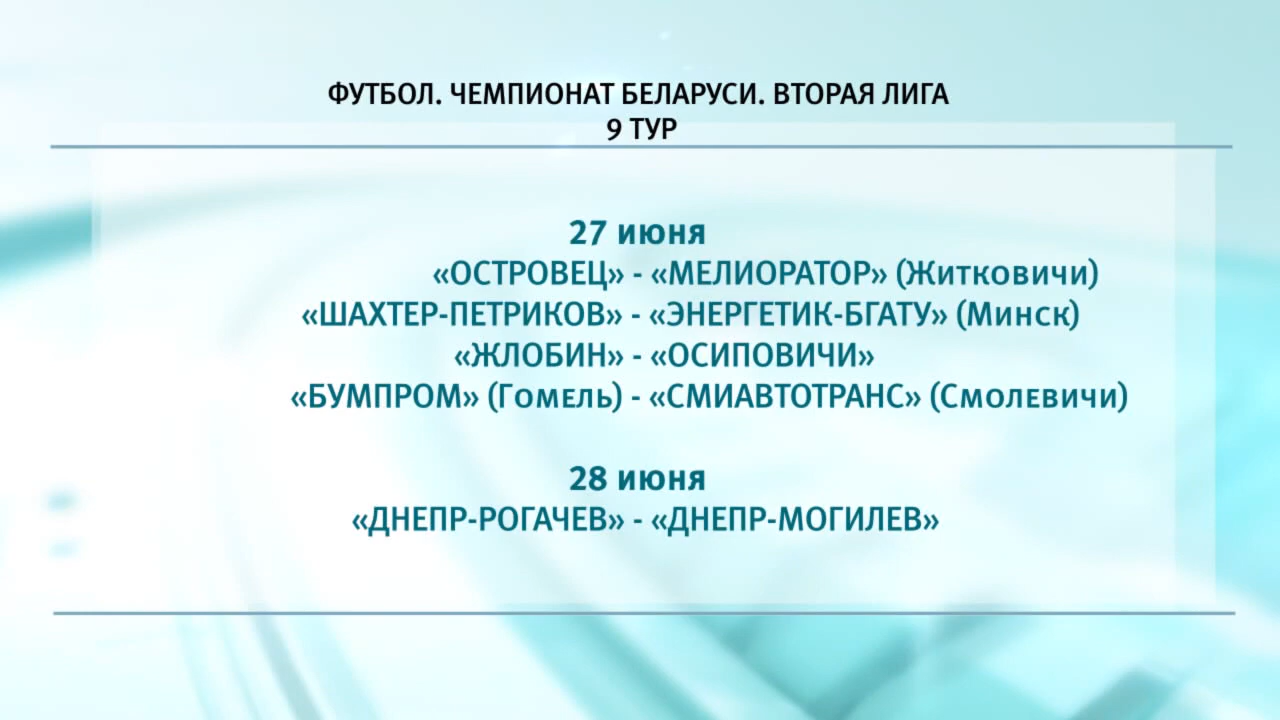 ФУТБОЛ. ЧЕМПИОНАТ БЕЛАРУСИ. ВТОРАЯ ЛИГА
9 ТУР
27 июня
«ОСТРОВЕЦ» - «МЕЛИОРАТОР» (Житковичи)
«ШАХТЕР-ПЕТРИКОВ» - «ЭНЕРГЕТИК-БГАТУ» (Минск)
«ЖЛОБИН» - «ОСИПОВИЧИ»
«БУМПРОМ» (Гомель) - «СМИАВТОТРАНС» (Смолевичи)
28 июня
«ДНЕПР-РОГАЧЕВ» - «ДНЕПР-МОГИЛЕВ»